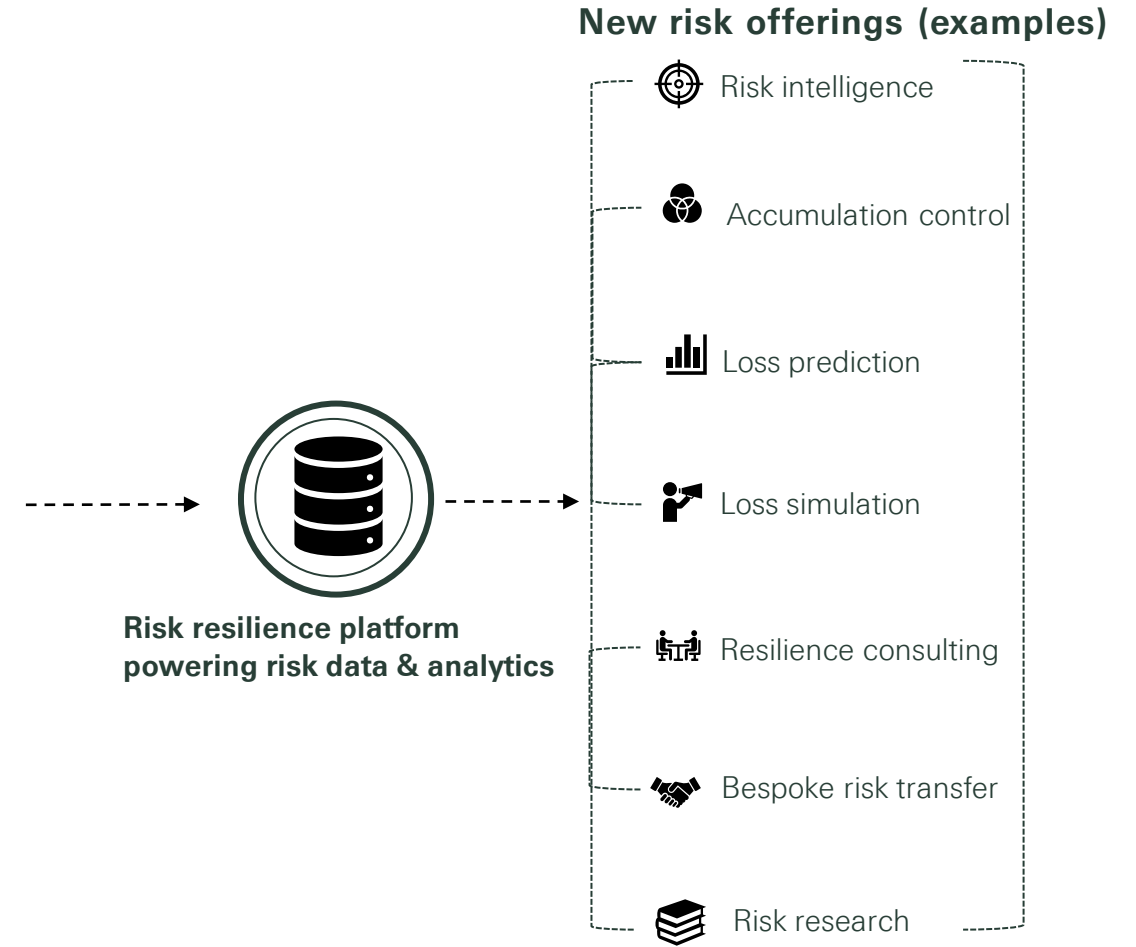 New risk offerings (examples)
Risk intelligence
Accumulation control
Loss prediction
Loss simulation
Risk resilience platform
powering risk data & analytics
Resilience consulting
Bespoke risk transfer
Risk research